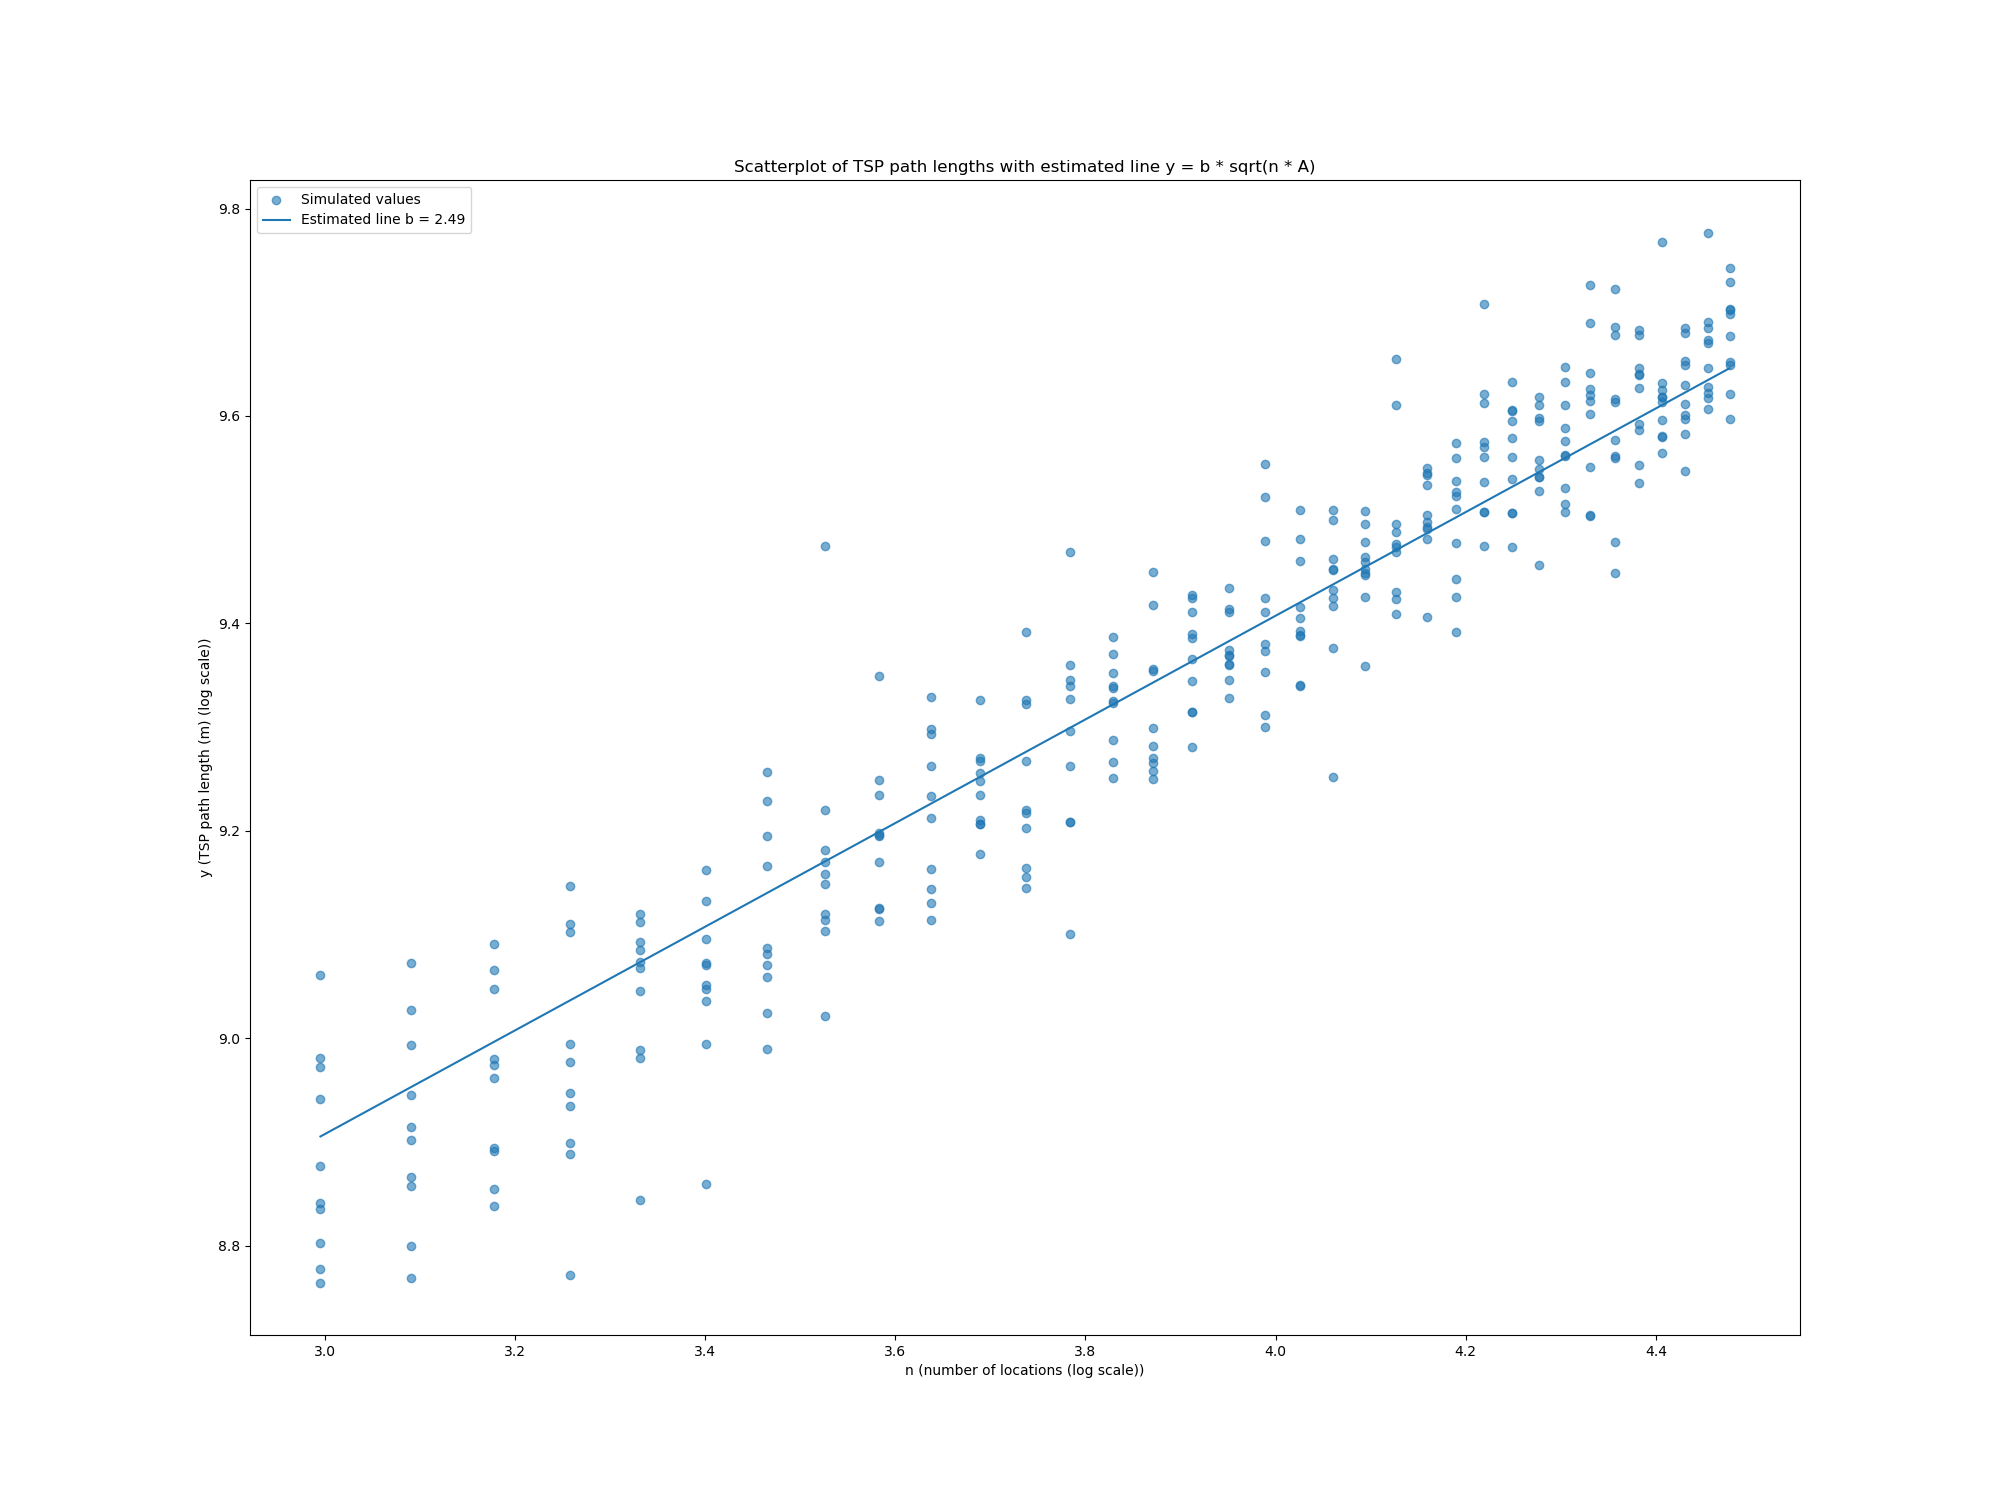 Scatterplot of TSP path lengths with estimated line y = b * sqrt(n * A)
Simulated values
Estimated line b = 2.49
9.8
9.6
9.4
9.2
9.0
8.8
y (TSP path length (m) (log scale))
3.0 3.2 3.4 3.6 3.8 4.0 4.2 4.4
n (number of locations (log scale))